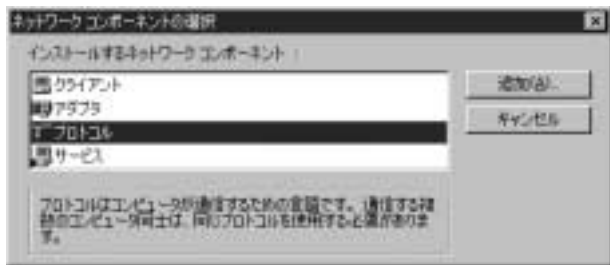 ネットワーク コンポーネントの選択
インストールするネットワーク コンポーネント :
クライアント
アダプタ
プロトコル
サービス
追加(A)...
キャンセル
プロトコルはコンピュータが通信するための言語です。通信する複
数のコンピュータ同士は、同じプロトコルを使用する必要がありま
す。